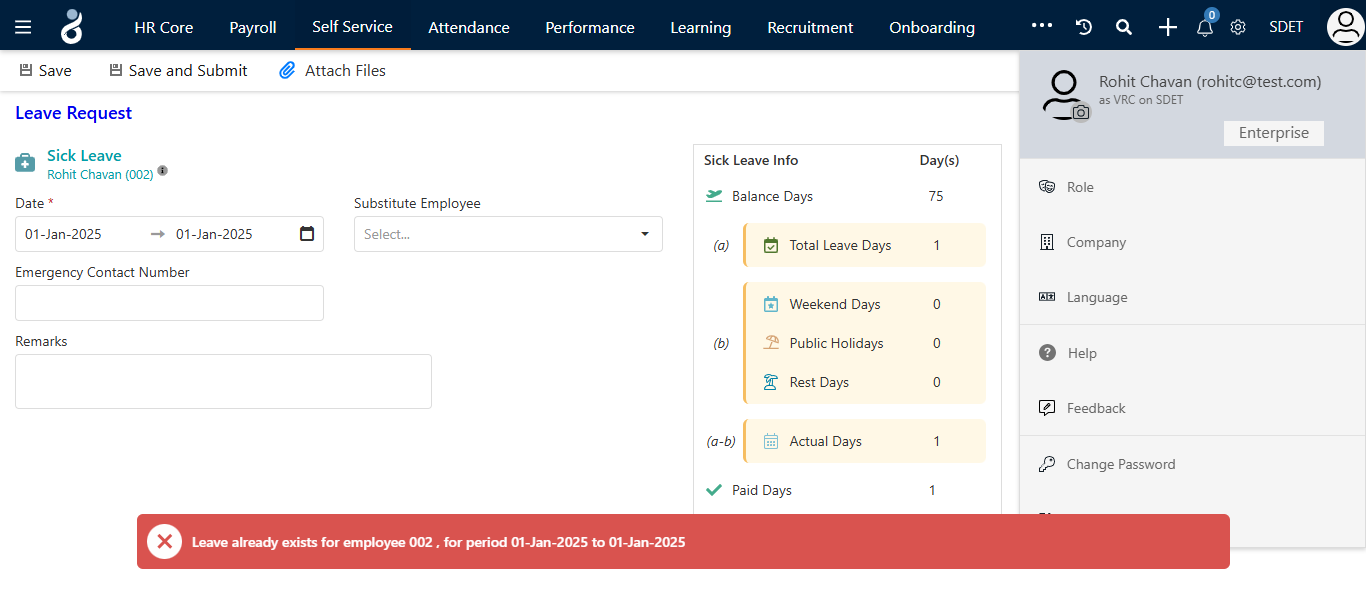 HR Core Payroll Self Service Attendance Performance Learning Recruitment Onboarding ... 0 SDET
Save Save and Submit Attach Files
Rohit Chavan (rohitc@test.com)
as VRC on SDET
Enterprise
Leave Request
Sick Leave
Rohit Chavan (002)
Date *
01-Jan-2025 → 01-Jan-2025
Substitute Employee
Select...
Emergency Contact Number
Remarks
Sick Leave Info Day(s)
Balance Days 75
(a) Total Leave Days 1
Weekend Days 0
(b) Public Holidays 0
Rest Days 0
(a-b) Actual Days 1
Paid Days 1
Role
Company
Language
Help
Feedback
Change Password
Leave already exists for employee 002 , for period 01-Jan-2025 to 01-Jan-2025